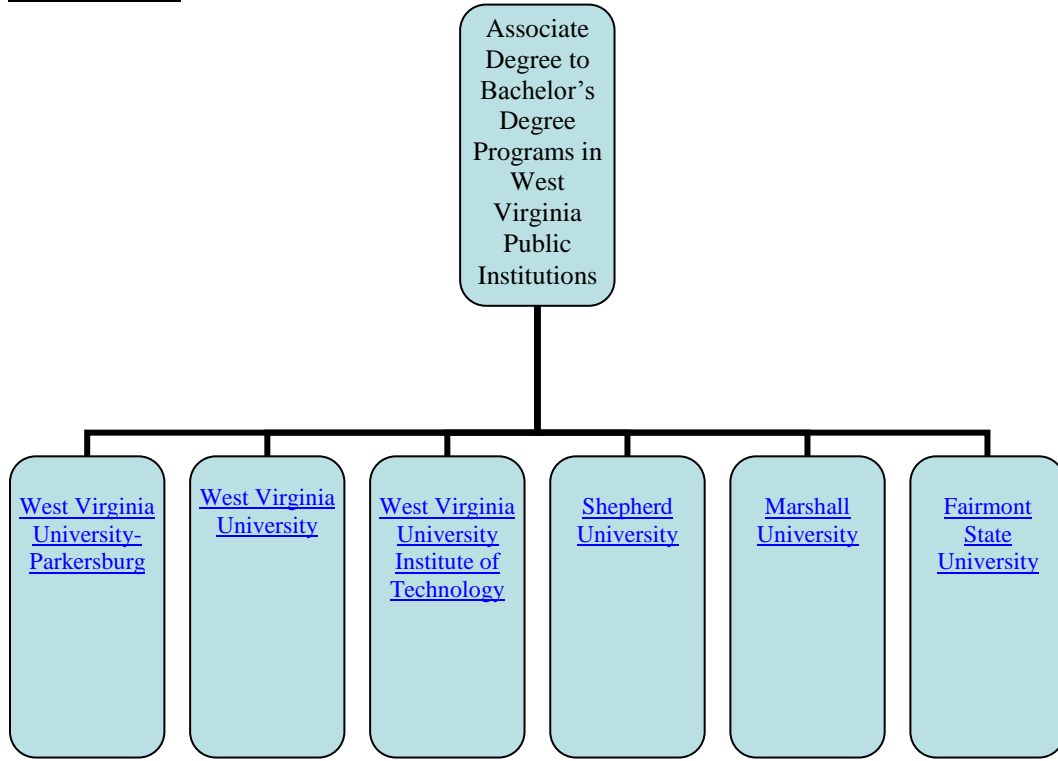 Associate
Degree to
Bachelor’s
Degree
Programs in
West
Virginia
Public
Institutions
West Virginia
University-
Parkersburg
West Virginia
University
West Virginia
University
Institute of
Technology
Shepherd
University
Marshall
University
Fairmont
State
University